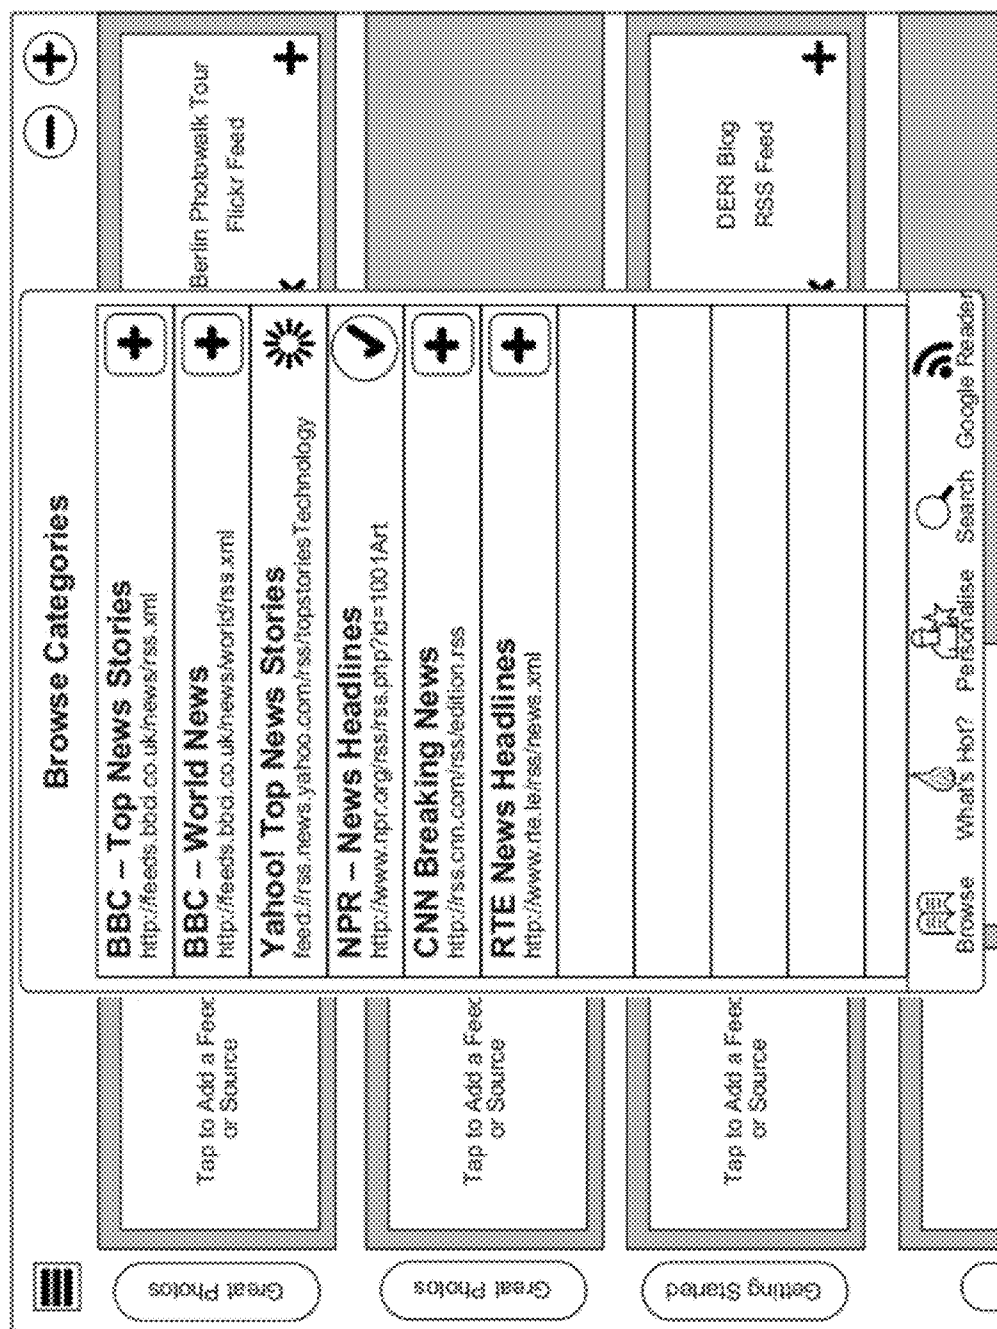 Browse Categories
BBC – Top News Stories
http://feeds.bbd.co.uk/news/rss.xml
BBC – World News
http://feeds.bbd.co.uk/news/world/rss.xml
Yahoo! Top News Stories
feed://rss.news.yahoo.com/rss/topstoriesTechnology
NPR – News Headlines
http://www.npr.org/rss/rss.php?id=1001Art
CNN Breaking News
http://rss.cnn.com/rss/edition.rss
RTE News Headlines
http://www.rte.ie/rss/news.xml
Browse
What's Hot?
Personalise
Search
Google Reader
Great Photos
Tap to Add a Feed
or Source
Berlin Photowalk Tour
Flickr Feed
Great Photos
Tap to Add a Feed
or Source
Getting Started
Tap to Add a Feed
or Source
DERI Blog
RSS Feed